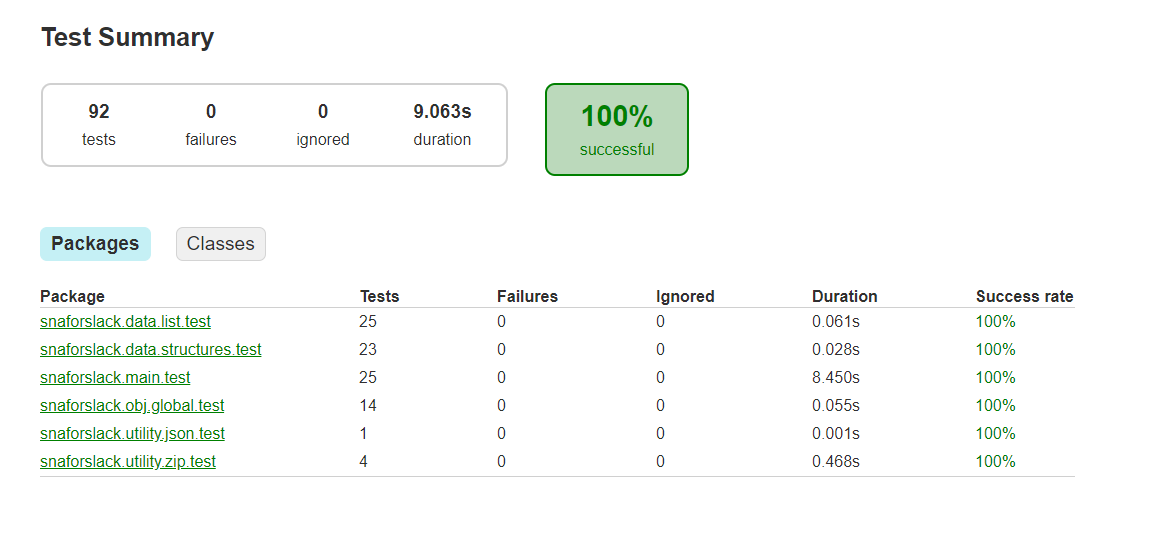 Test Summary
92 0 0 9.063s
tests failures ignored duration
100%
successful
Packages Classes
Package Tests Failures Ignored Duration Success rate
snaforslack.data.list.test 25 0 0 0.061s 100%
snaforslack.data.structures.test 23 0 0 0.028s 100%
snaforslack.main.test 25 0 0 8.450s 100%
snaforslack.obj.global.test 14 0 0 0.055s 100%
snaforslack.utility.json.test 1 0 0 0.001s 100%
snaforslack.utility.zip.test 4 0 0 0.468s 100%